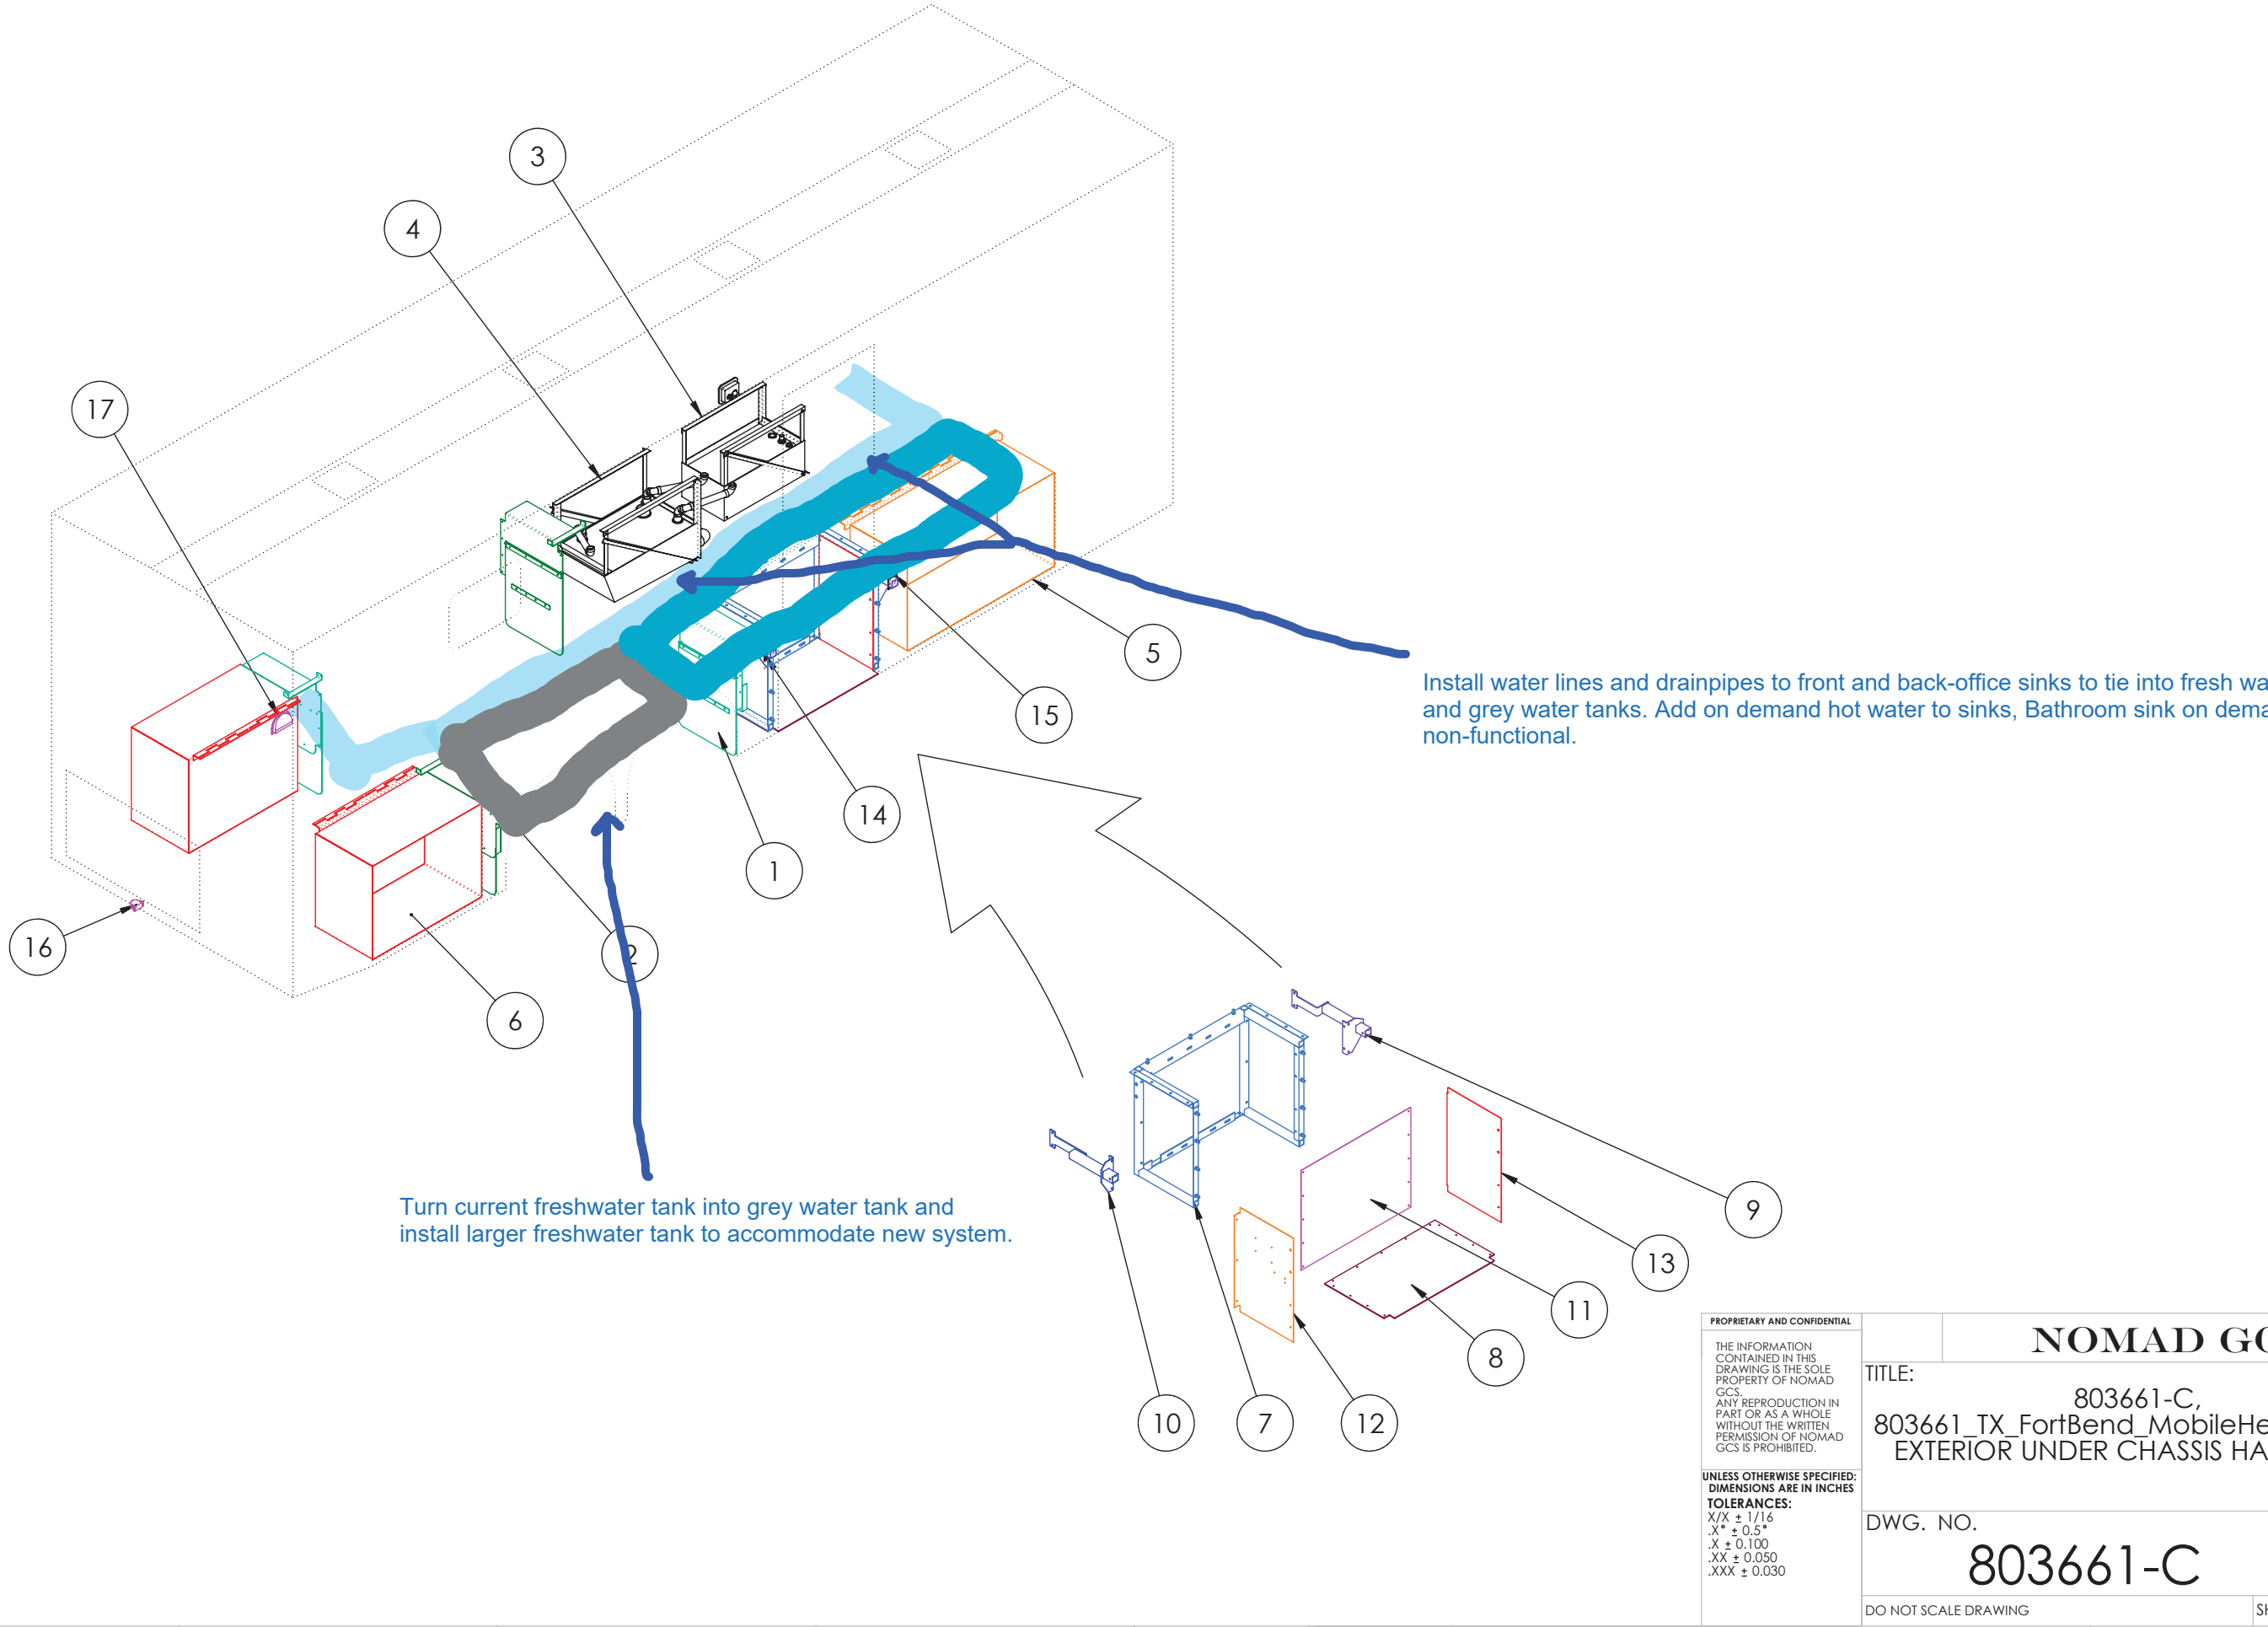 3
4
17
5
15
14
1
2
16
6
Install water lines and drainpipes to front and back-office sinks to tie into fresh
and grey water tanks. Add on demand hot water to sinks, Bathroom sink on
non-functional.
Turn current freshwater tank into grey water tank and
install larger freshwater tank to accommodate new system.
9
13
11
8
10
7
12
PROPRIETARY AND CONFIDENTIAL
THE INFORMATION
CONTAINED IN THIS
DRAWING IS THE SOLE
PROPERTY OF NOMAD
GCS.
ANY REPRODUCTION IN
PART OR AS A WHOLE
WITHOUT THE WRITTEN
PERMISSION OF NOMAD
GCS IS PROHIBITED.
UNLESS OTHERWISE SPECIFIED:
DIMENSIONS ARE IN INCHES
TOLERANCES:
X/X ± 1/16
.X° ± 0.5°
.X ± 0.100
.XX ± 0.050
.XXX ± 0.030
NOMAD
TITLE:
803661-C,
803661_TX_FortBend_MobileHe
EXTERIOR UNDER CHASSIS
DWG. NO.
803661-C
DO NOT SCALE DRAWING